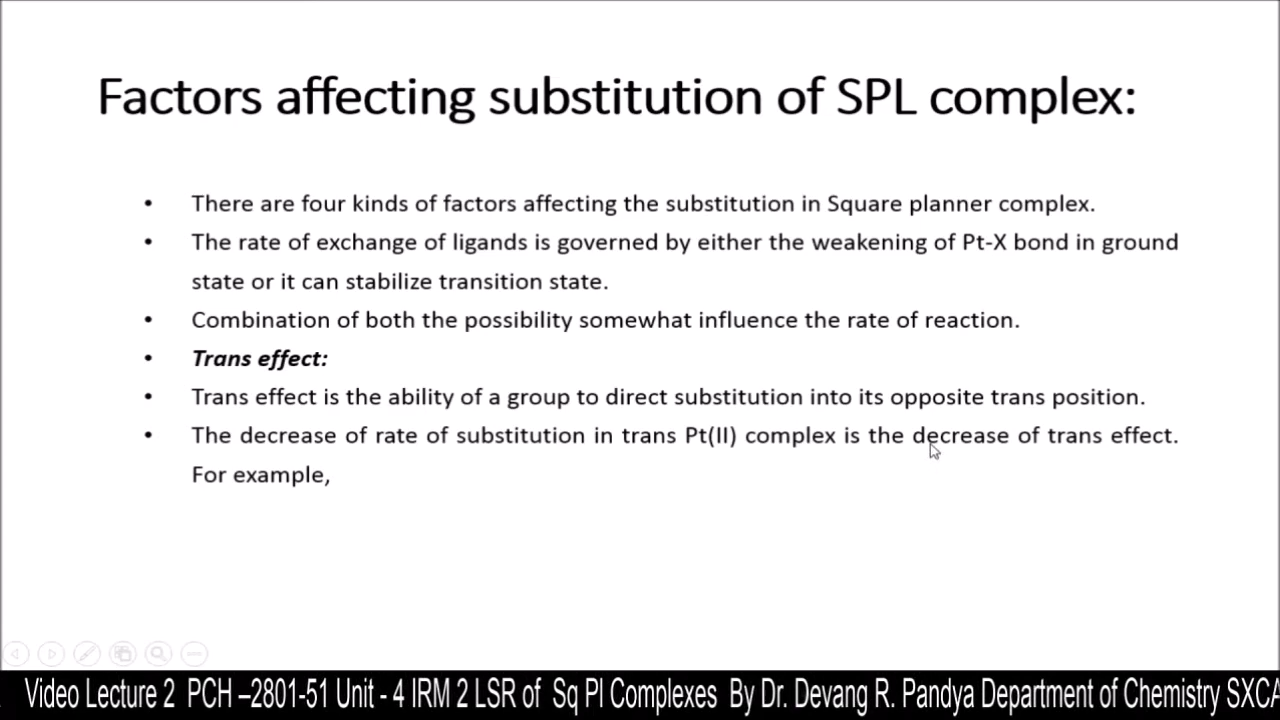 Factors affecting substitution of SPL complex:
• There are four kinds of factors affecting the substitution in Square planner complex.
• The rate of exchange of ligands is governed by either the weakening of Pt-X bond in ground
state or it can stabilize transition state.
• Combination of both the possibility somewhat influence the rate of reaction.
• Trans effect:
• Trans effect is the ability of a group to direct substitution into its opposite trans position.
• The decrease of rate of substitution in trans Pt(II) complex is the decrease of trans effect.
For example,
Video Lecture 2 PCH –2801-51 Unit - 4 IRM 2 LSR of Sq Pl Complexes By Dr. Devang R. Pandya Department of Chemistry SXCA